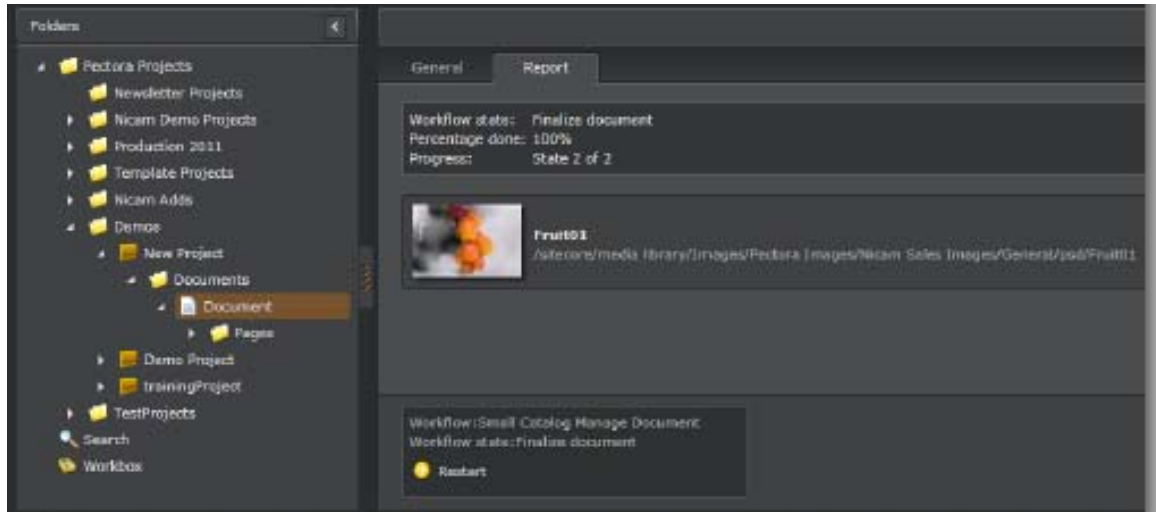 Folders
Pectora Projects
Newsletter Projects
Nicam Demo Projects
Production 2011
Template Projects
Nicam Adds
Demos
New Project
Documents
Document
Pages
Demo Project
trainingProject
TestProjects
Search
Workbox
General Report
Workflow state: Finalize document
Percentage done: 100%
Progress: State 2 of 2
Fruit01
/sitecore/media library/Images/Pectora Images/Nicam Sales Images/General/psd/Fruit01
Workflow:Small Catalog Manage Document
Workflow state:Finalize document
Restart